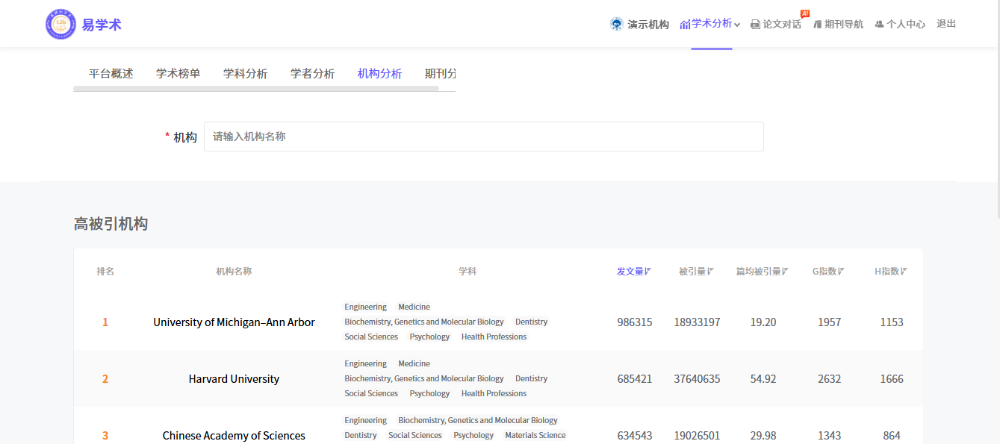 易学术
演示机构 学术分析 论文对话 AI 期刊导航 个人中心 退出
平台概述 学术榜单 学科分析 学者分析 机构分析 期刊分
* 机构 请输入机构名称
高被引机构
排名 机构名称 学科 发文量 被引量 篇均被引量 G指数 H指数
Engineering Medicine
1 University of Michigan–Ann Arbor Biochemistry, Genetics and Molecular Biology Dentistry 986315 18933197 19.20 1957 1153
Social Sciences Psychology Health Professions
Engineering Medicine
2 Harvard University Biochemistry, Genetics and Molecular Biology Dentistry 685421 37640635 54.92 2632 1666
Social Sciences Psychology Health Professions
Engineering Biochemistry, Genetics and Molecular Biology
3 Chinese Academy of Sciences Dentistry Social Sciences Psychology Materials Science 634543 19026501 29.98 1343 864